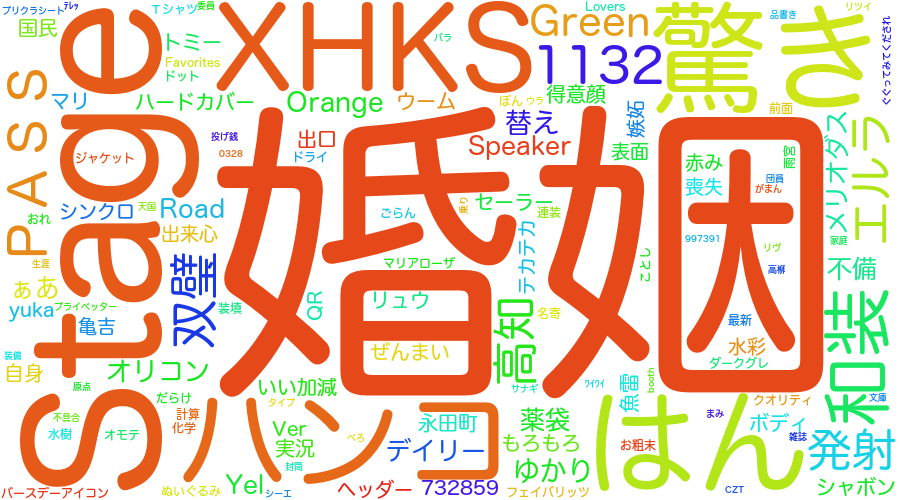 プリクラシート
テレッ
Tシャツ
委員
XHKS
Lovers
Green
驚き
品書き
リツイ
国民
Stage
トミー
バラ
1132
Favorites
ドット
ぐぐってみてくだされ
PASS
マリ
ハードカバー
Orange
ウーム
ぽん
ウラ
得意顔
前面
投げ銭
出口
替え
嫉妬
Speaker
表面
メリオダス
エルラ
ジャケット
0328
ドライ
婚姻
赤み
雨宮
喪失
団員
がまん
天国
おれ
シンクロ
Road
ごらん
乗り
セーラー
連装
出来心
テカテカ
997391
リヴ
家庭
生涯
双璧
マリアローザ
ことし
高柳
不備
ぁあ
プライベッター
yuka
亀吉
装填
QR
リュウ
高知
名寄
最新
和装
装備
自身
オリコン
ぜんまい
水彩
ダークグレ
原点
いい加減
サナギ
ワイワイ
魚雷
booth
だらけ
ハンコ
タイプ
はん
クオリティ
文庫
不具合
計算
化学
Ver
永田町
薬袋
まみ
ボディ
水樹
オモテ
実況
べろ
デイリー
もろもろ
お粗末
雑誌
発射
封筒
ゆかり
バースデーアイコン
ぬいぐるみ
Yel
シーエ
ヘッダー
732859
フェイバリッツ
CZT
シャボン